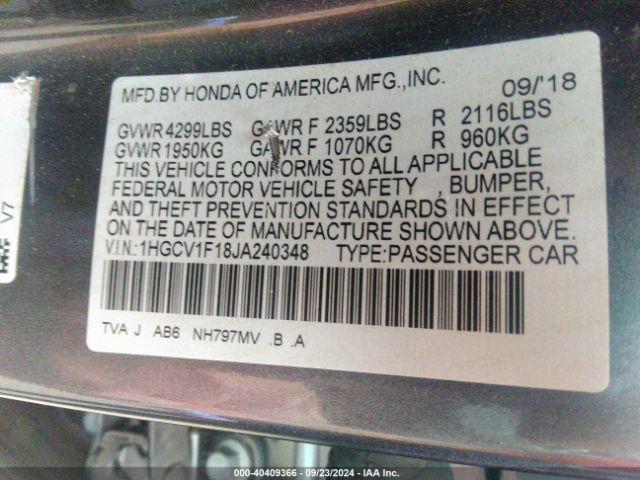 MFD.BY HONDA OF AMERICA MFG.,INC. 09/'18
GVWR 4299LBS GAWR F 2359LBS R 2116LBS
GVWR 1950KG GAWR F 1070KG R 960KG
THIS VEHICLE CONFORMS TO ALL APPLICABLE
FEDERAL MOTOR VEHICLE SAFETY , BUMPER,
AND THEFT PREVENTION STANDARDS IN EFFECT
ON THE DATE OF MANUFACTURE SHOWN ABOVE.
V.I.N.:1HGCV1F18JA240348 TYPE:PASSENGER CAR
TVA J AB6 NH797MV .B .A
V7
000-40409366 - 09/23/2024 - IAA Inc.